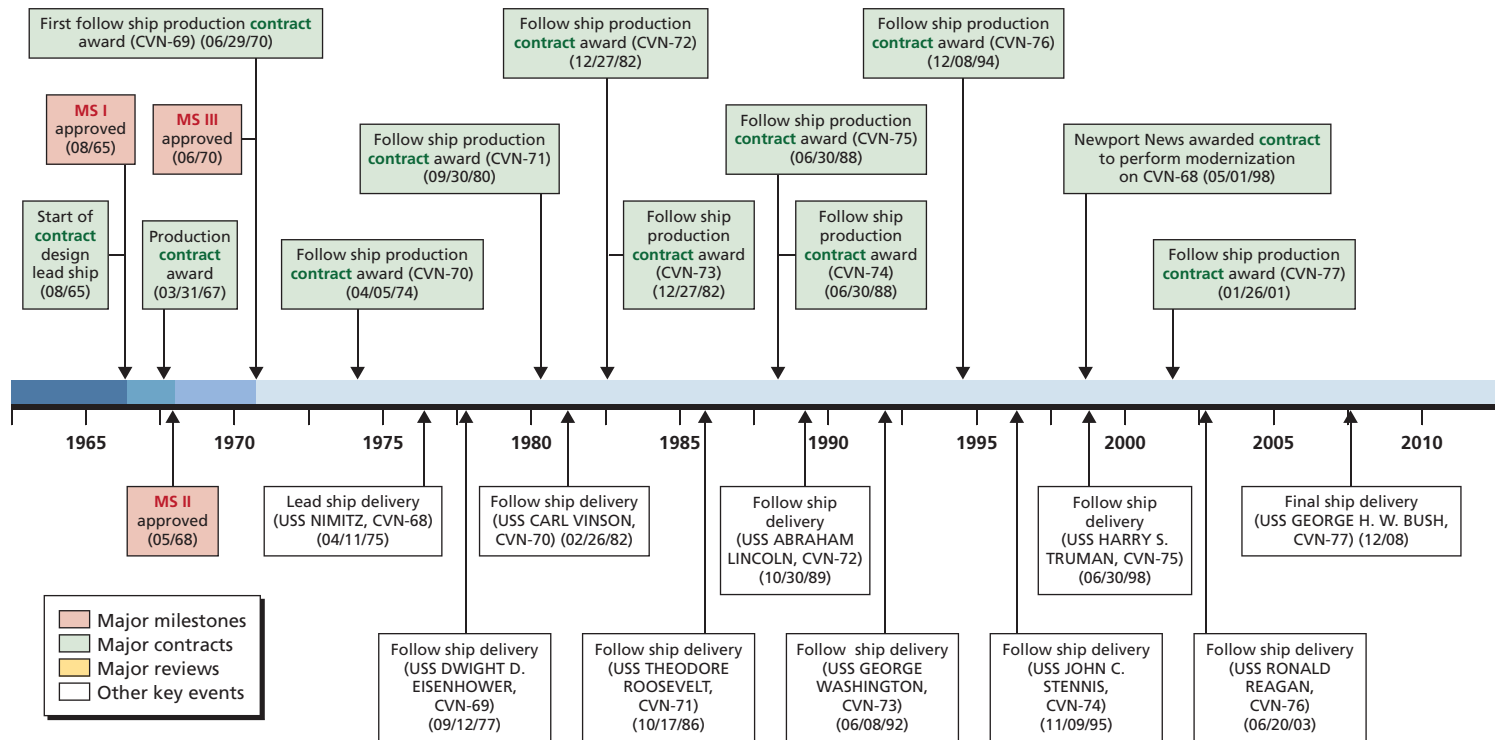 First follow ship production contract
award (CVN-69) (06/29/70)
Follow ship production
contract award (CVN-72)
(12/27/82)
Follow ship production
contract award (CVN-76)
(12/08/94)
MS I
approved
(08/65)
MS III
approved
(06/70)
Follow ship production
contract award (CVN-71)
(09/30/80)
Follow ship production
contract award (CVN-75)
(06/30/88)
Newport News awarded contract
to perform modernization
on CVN-68 (05/01/98)
Start of
contract
design
lead ship
(08/65)
Production
contract
award
(03/31/67)
Follow ship production
contract award (CVN-70)
(04/05/74)
Follow ship
production
contract award
(CVN-73)
(12/27/82)
Follow ship
production
contract award
(CVN-74)
(06/30/88)
Follow ship production
contract award (CVN-77)
(01/26/01)
1965 1970 1975 1980 1985 1990 1995 2000 2005 2010
MS II
approved
(05/68)
Lead ship delivery
(USS NIMITZ, CVN-68)
(04/11/75)
Follow ship delivery
(USS CARL VINSON,
CVN-70) (02/26/82)
Follow ship
delivery
(USS ABRAHAM
LINCOLN, CVN-72)
(10/30/89)
Follow ship
delivery
(USS HARRY S.
TRUMAN, CVN-75)
(06/30/98)
Final ship delivery
(USS GEORGE H. W. BUSH,
CVN-77) (12/08)
Major milestones
Major contracts
Major reviews
Other key events
Follow ship delivery
(USS DWIGHT D.
EISENHOWER,
CVN-69)
(09/12/77)
Follow ship delivery
(USS THEODORE
ROOSEVELT,
CVN-71)
(10/17/86)
Follow ship delivery
(USS GEORGE
WASHINGTON,
CVN-73)
(06/08/92)
Follow ship delivery
(USS JOHN C.
STENNIS,
CVN-74)
(11/09/95)
Follow ship delivery
(USS RONALD
REAGAN,
CVN-76)
(06/20/03)